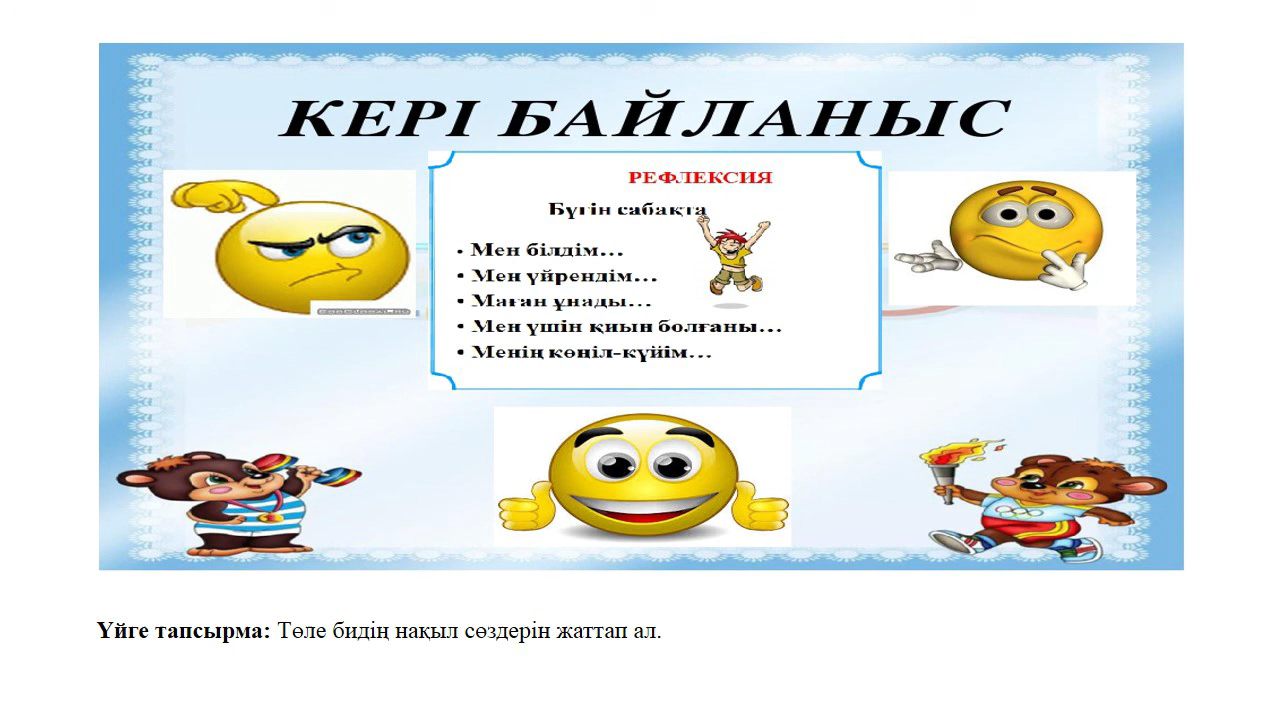 КЕРІ БАЙЛАНЫС
РЕФЛЕКСИЯ
Бүгін сабақта
• Мен білдім...
• Мен үйрендім...
• Маған ұнады...
• Мен үшін қиын болғаны...
• Менің көңіл-күйім...
Үйге тапсырма: Төле бидің нақыл сөздерін жаттап ал.